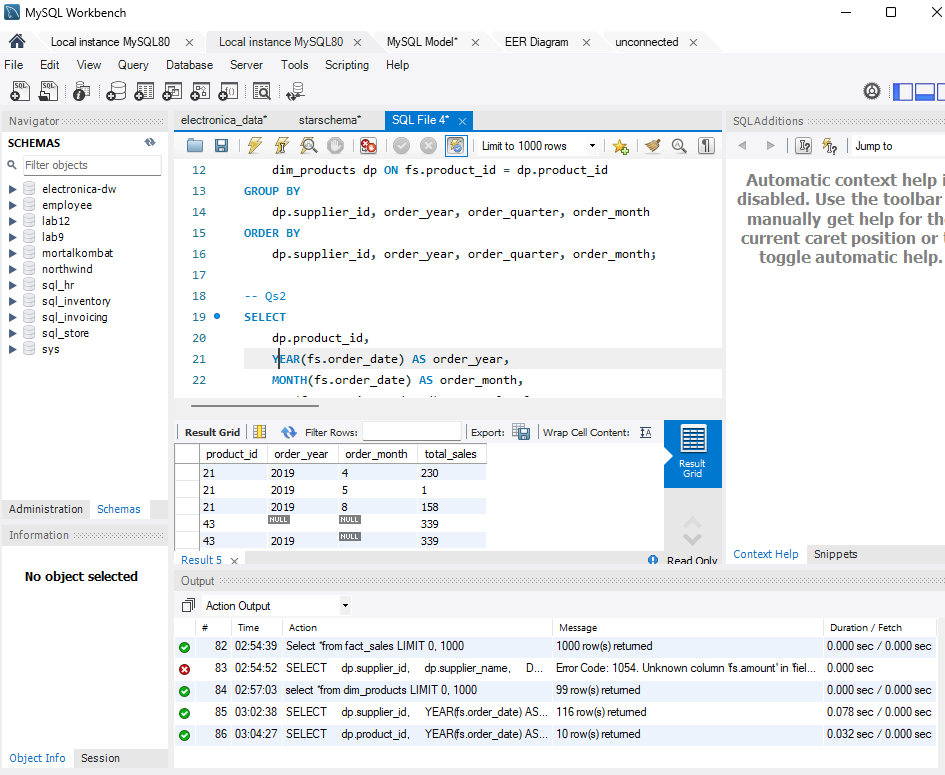 MySQL Workbench
Local instance MySQL80 Local instance MySQL80 MySQL Model* EER Diagram unconnected
File Edit View Query Database Server Tools Scripting Help
Navigator
SCHEMAS
Filter objects
electronica-dw
employee
lab12
lab9
mortalkombat
northwind
sql_hr
sql_inventory
sql_invoicing
sql_store
sys
Administration Schemas
Information
No object selected
Object Info Session
electronica_data* starschema* SQL File 4*
Limit to 1000 rows
12 dim_products dp ON fs.product_id = dp.product_id
13 GROUP BY
14 dp.supplier_id, order_year, order_quarter, order_month
15 ORDER BY
16 dp.supplier_id, order_year, order_quarter, order_month;
17
18 -- Qs2
19 SELECT
20 dp.product_id,
21 YEAR(fs.order_date) AS order_year,
22 MONTH(fs.order_date) AS order_month,
Result Grid Filter Rows: Export: Wrap Cell Content:
product_id order_year order_month total_sales
21 2019 4 230
21 2019 5 1
21 2019 8 158
43 NULL NULL 339
43 2019 NULL 339
Result Grid
Result 5 Read Only
SQLAdditions
Jump to
Automatic context help i
disabled. Use the toolbar
manually get help for the
current caret position or t
toggle automatic help.
Context Help Snippets
Output
Action Output
# Time Action Message Duration / Fetch
82 02:54:39 Select *from fact_sales LIMIT 0, 1000 1000 row(s) returned 0.000 sec / 0.000 sec
83 02:54:52 SELECT dp.supplier_id, dp.supplier_name, D... Error Code: 1054. Unknown column 'fs.amount' in 'fiel... 0.000 sec
84 02:57:03 select *from dim_products LIMIT 0, 1000 99 row(s) returned 0.000 sec / 0.000 sec
85 03:02:38 SELECT dp.supplier_id, YEAR(fs.order_date) AS... 116 row(s) returned 0.078 sec / 0.000 sec
86 03:04:27 SELECT dp.product_id, YEAR(fs.order_date) AS... 10 row(s) returned 0.032 sec / 0.000 sec